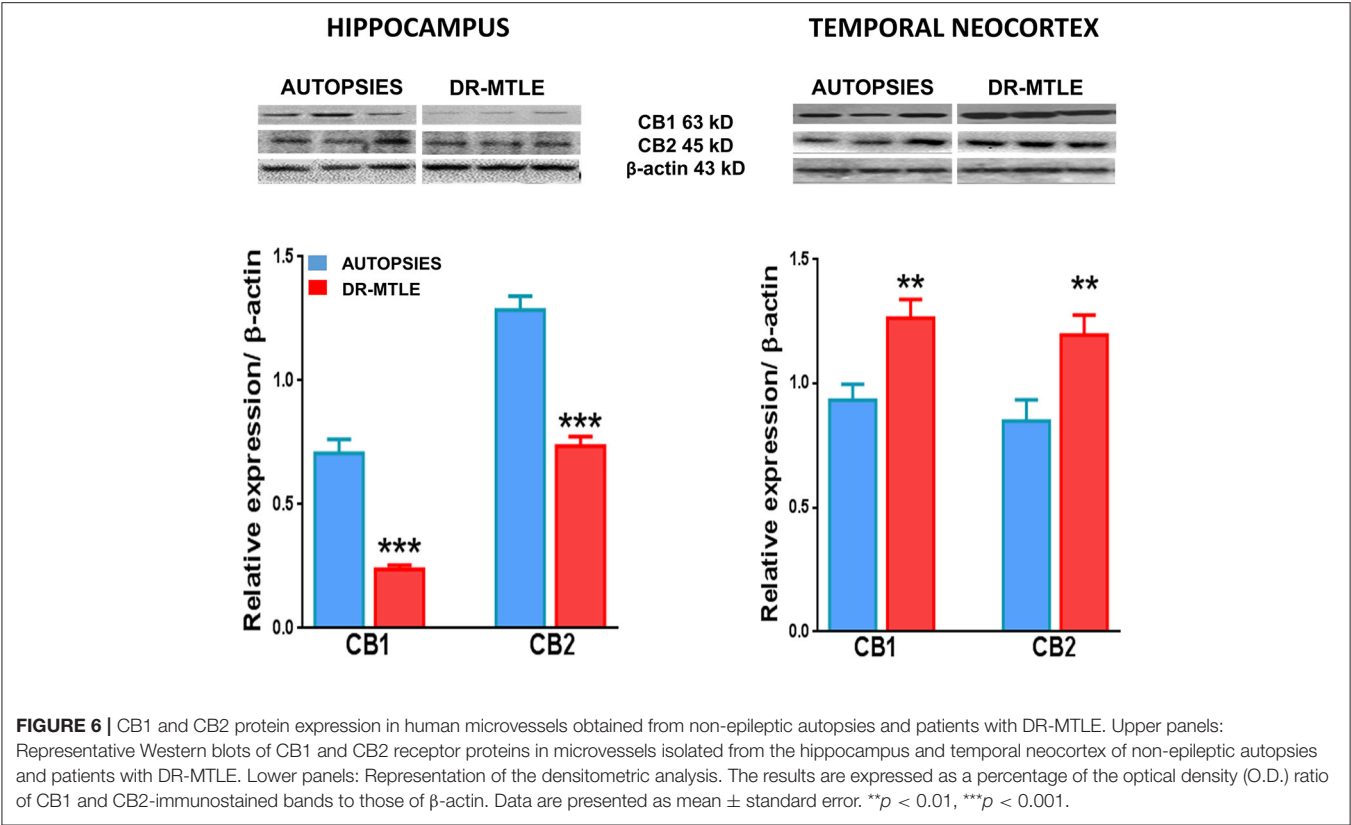 HIPPOCAMPUS
AUTOPSIES DR-MTLE
TEMPORAL NEOCORTEX
AUTOPSIES DR-MTLE
CB1 63 kD
CB2 45 kD
β-actin 43 kD
Relative expression/ β-actin
1.5
1.0
0.5
0.0
AUTOPSIES
DR-MTLE
***
***
CB1 CB2
Relative expression/ β-actin
1.5
1.0
0.5
0.0
**
**
CB1 CB2
FIGURE 6 | CB1 and CB2 protein expression in human microvessels obtained from non-epileptic autopsies and patients with DR-MTLE. Upper panels:
Representative Western blots of CB1 and CB2 receptor proteins in microvessels isolated from the hippocampus and temporal neocortex of non-epileptic autopsies
and patients with DR-MTLE. Lower panels: Representation of the densitometric analysis. The results are expressed as a percentage of the optical density (O.D.) ratio
of CB1 and CB2-immunostained bands to those of β-actin. Data are presented as mean ± standard error. **p < 0.01, ***p < 0.001.